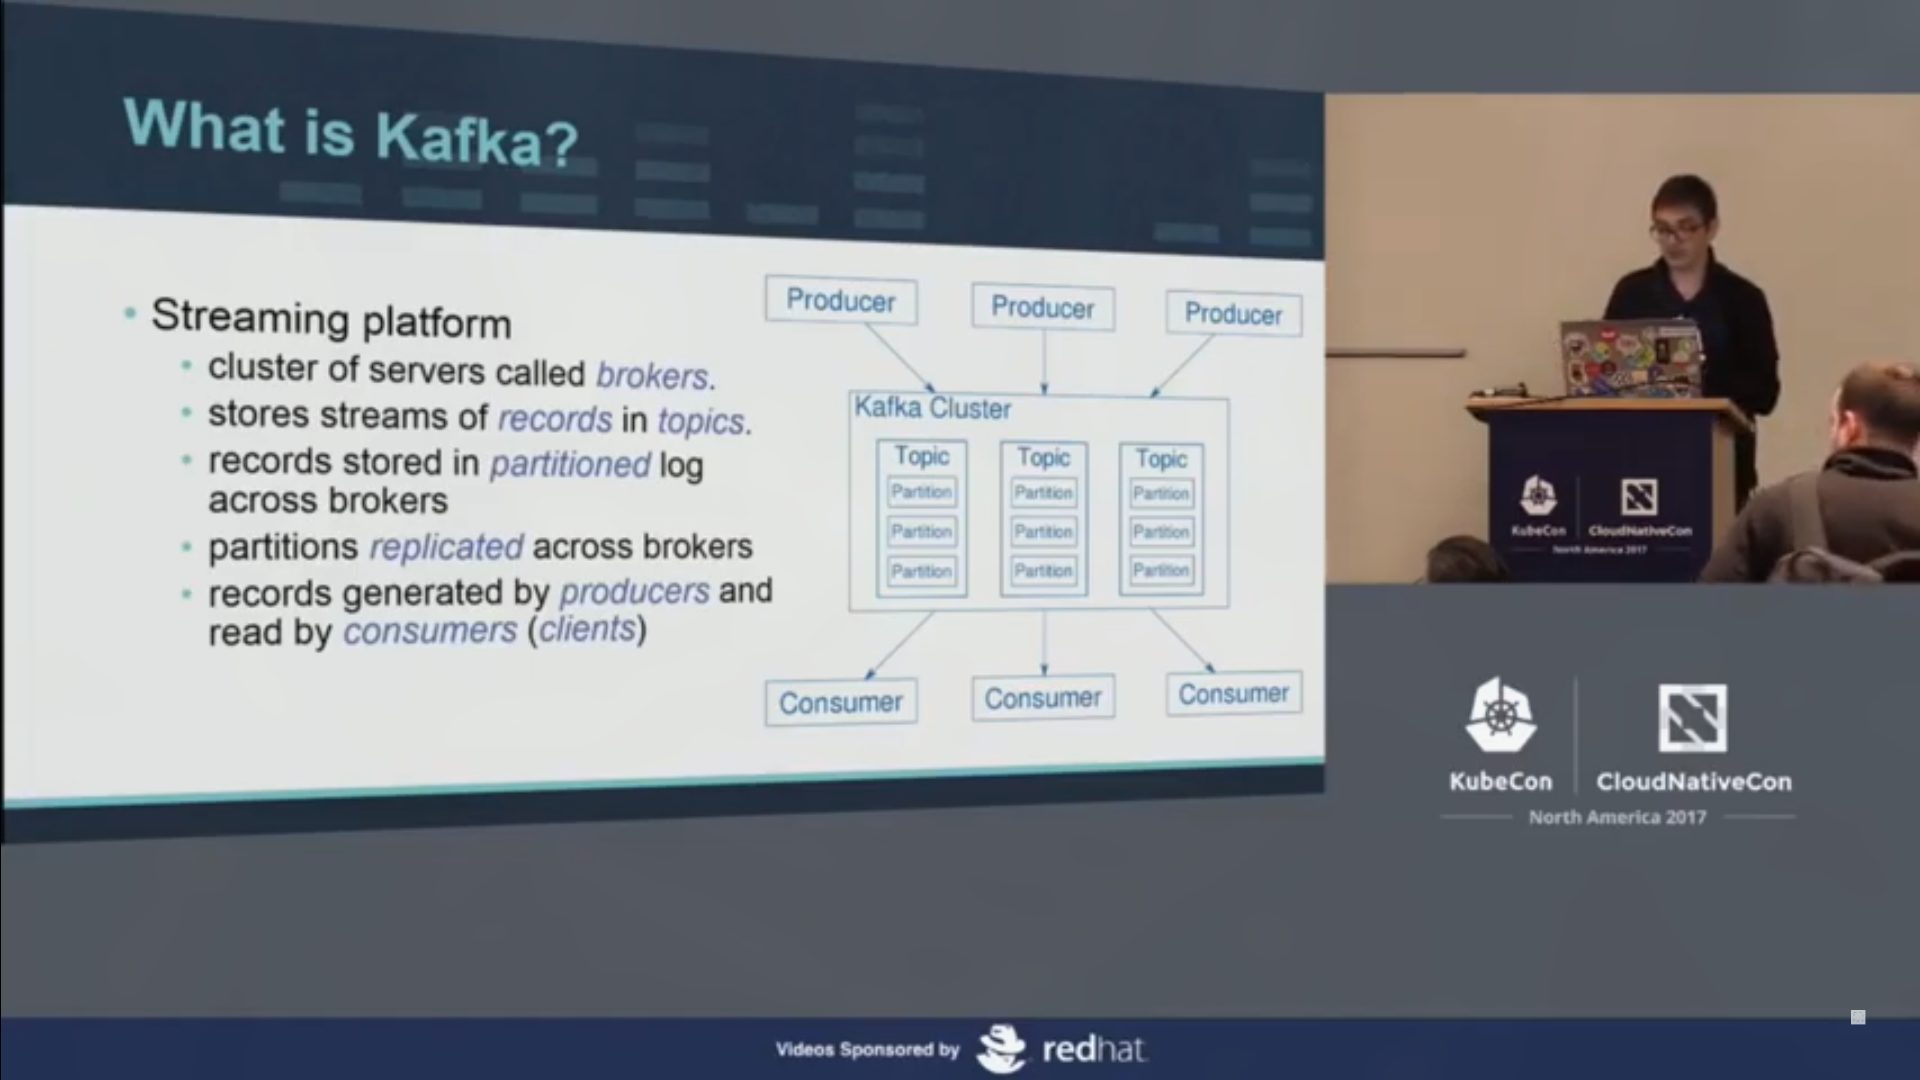 What is Kafka?
Streaming platform
cluster of servers called brokers.
stores streams of records in topics.
records stored in partitioned log
across brokers
partitions replicated across brokers
records generated by producers and
read by consumers (clients)
Producer
Producer
Producer
Kafka Cluster
Topic
Partition
Partition
Partition
Topic
Partition
Partition
Partition
Topic
Partition
Partition
Partition
Consumer
Consumer
Consumer
KubeCon
CloudNativeCon
North America 2017
KubeCon
CloudNativeCon
North America 2017
Videos Sponsored by
redhat